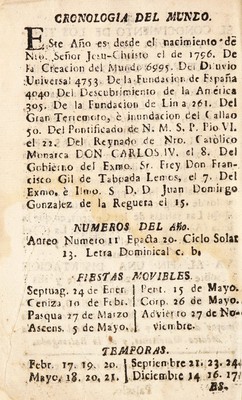 CRONOLOGIA DEL MUNDO.
ESte Año es desde el nacimiento de
Nro. Señor Jesu-Christo el de 1796. De
la Creacion del Mundo 6995. Del Diluvio
Universal 4753. De la Fundacion de España
4040 Del Descubrimiento de la América
305. De la Fundacion de Lima 261. Del
Gran Terremoto, è inundacion del Callao
50. Del Pontificado de N. M. S. P. Pio VI.
el 22. Del Reynado de Nro. Católico
Monarca DON CARLOS IV. el 8. Del
Gobierno del Exmo. Sr. Frey Don Fran-
cisco Gil de Taboada Lemos, el 7. Del
Exmo. è Ilmo. S D. D. Juan Domingo
Gonzalez de la Reguera el 15.
NUMEROS DEL Año.
Aureo Numero 11 Epacta 20. Ciclo Solar
13. Letra Dominical c. b.
FIESTAS MOVIBLES.
Septuag. 24 de Ener. Pent. 15 de Mayo.
Ceniza, 10 de Febr. Corp. 26 de Mayo.
Pasqua 27 de Marzo Adviento 27 de No-
Ascens. 5 de Mayo. viembre.
TEMPORAS.
Febr. 17. 19. 20. Septiembre 21. 23. 24.
Mayo, 18. 20. 21. Diciembre 14 16. 17.
ES.